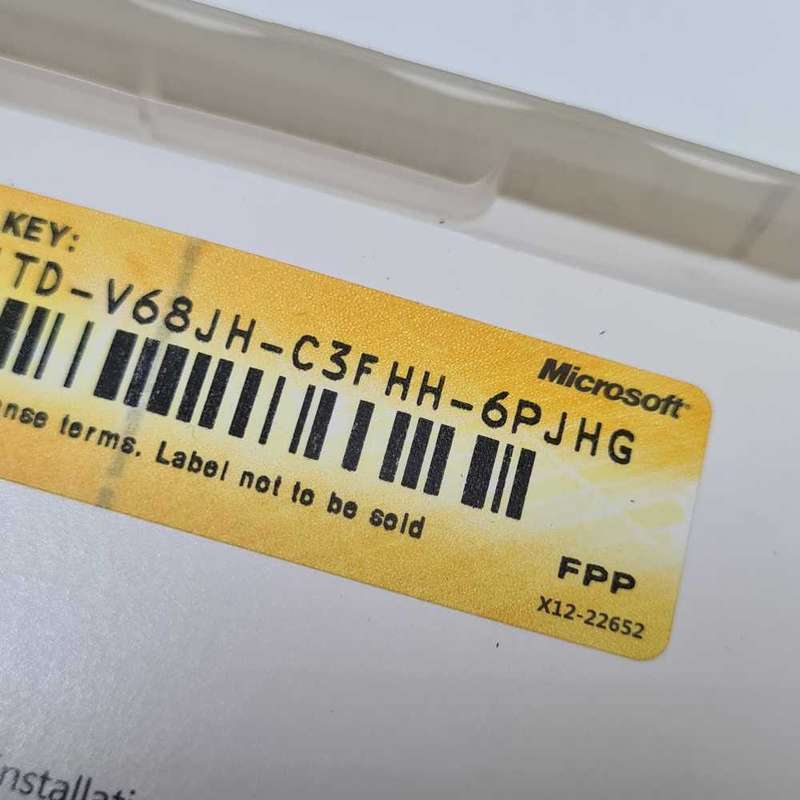 KEY:
TD-V68JH-C3FHH-6PJHG
Microsoft
terms. Label not to be sold
FPP
X12-22652